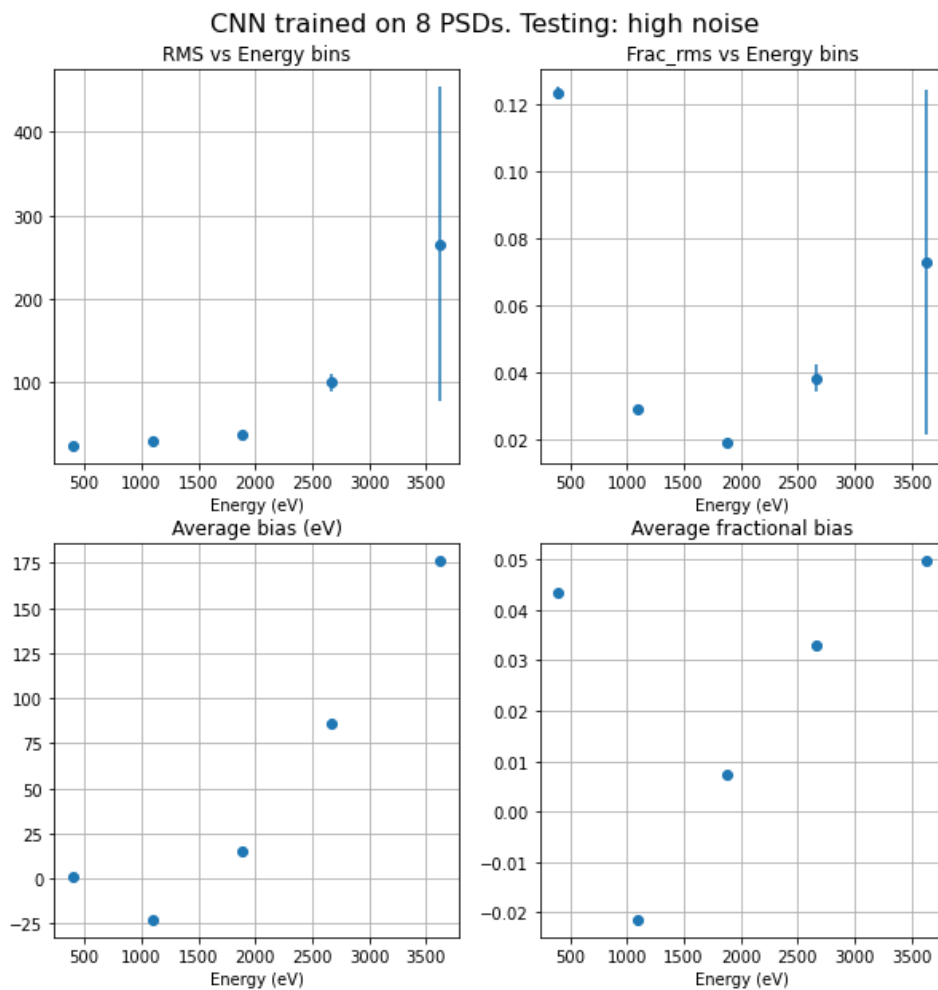 CNN trained on 8 PSDs. Testing: high noise
RMS vs Energy bins
400
300
200
100
500 1000 1500 2000 2500 3000 3500
Energy (eV)
Frac_rms vs Energy bins
0.12
0.10
0.08
0.06
0.04
0.02
500 1000 1500 2000 2500 3000 3500
Energy (eV)
Average bias (eV)
175
150
125
100
75
50
25
0
−25
500 1000 1500 2000 2500 3000 3500
Energy (eV)
Average fractional bias
0.05
0.04
0.03
0.02
0.01
0.00
−0.01
−0.02
500 1000 1500 2000 2500 3000 3500
Energy (eV)